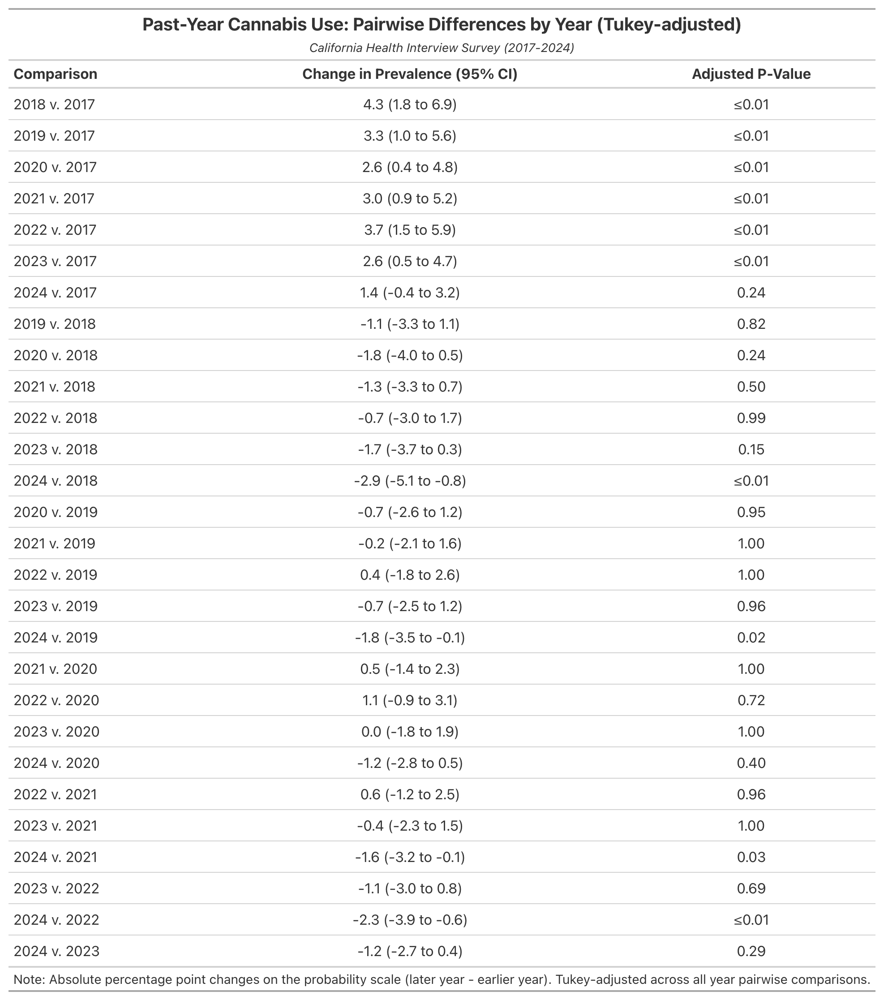 Past-Year Cannabis Use: Pairwise Differences by Year (Tukey-adjusted)
California Health Interview Survey (2017-2024)
Comparison Change in Prevalence (95% CI) Adjusted P-Value
2018 v. 2017 4.3 (1.8 to 6.9) ≤0.01
2019 v. 2017 3.3 (1.0 to 5.6) ≤0.01
2020 v. 2017 2.6 (0.4 to 4.8) ≤0.01
2021 v. 2017 3.0 (0.9 to 5.2) ≤0.01
2022 v. 2017 3.7 (1.5 to 5.9) ≤0.01
2023 v. 2017 2.6 (0.5 to 4.7) ≤0.01
2024 v. 2017 1.4 (-0.4 to 3.2) 0.24
2019 v. 2018 -1.1 (-3.3 to 1.1) 0.82
2020 v. 2018 -1.8 (-4.0 to 0.5) 0.24
2021 v. 2018 -1.3 (-3.3 to 0.7) 0.50
2022 v. 2018 -0.7 (-3.0 to 1.7) 0.99
2023 v. 2018 -1.7 (-3.7 to 0.3) 0.15
2024 v. 2018 -2.9 (-5.1 to -0.8) ≤0.01
2020 v. 2019 -0.7 (-2.6 to 1.2) 0.95
2021 v. 2019 -0.2 (-2.1 to 1.6) 1.00
2022 v. 2019 0.4 (-1.8 to 2.6) 1.00
2023 v. 2019 -0.7 (-2.5 to 1.2) 0.96
2024 v. 2019 -1.8 (-3.5 to -0.1) 0.02
2021 v. 2020 0.5 (-1.4 to 2.3) 1.00
2022 v. 2020 1.1 (-0.9 to 3.1) 0.72
2023 v. 2020 0.0 (-1.8 to 1.9) 1.00
2024 v. 2020 -1.2 (-2.8 to 0.5) 0.40
2022 v. 2021 0.6 (-1.2 to 2.5) 0.96
2023 v. 2021 -0.4 (-2.3 to 1.5) 1.00
2024 v. 2021 -1.6 (-3.2 to -0.1) 0.03
2023 v. 2022 -1.1 (-3.0 to 0.8) 0.69
2024 v. 2022 -2.3 (-3.9 to -0.6) ≤0.01
2024 v. 2023 -1.2 (-2.7 to 0.4) 0.29
Note: Absolute percentage point changes on the probability scale (later year - earlier year). Tukey-adjusted across all year pairwise comparisons.